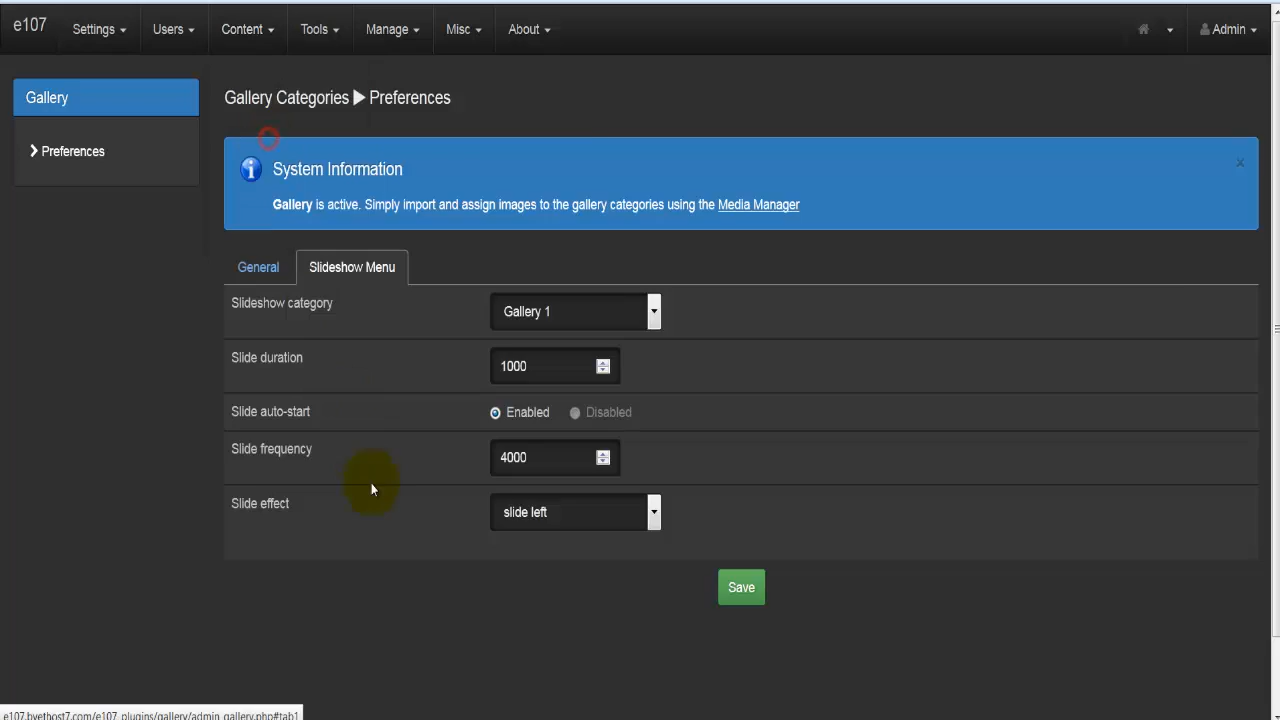 e107 Settings Users Content Tools Manage Misc About Admin
Gallery
Preferences
Gallery Categories ▶ Preferences
System Information
x
Gallery is active. Simply import and assign images to the gallery categories using the Media Manager
General Slideshow Menu
Slideshow category Gallery 1
Slide duration 1000
Slide auto-start Enabled Disabled
Slide frequency 4000
Slide effect slide left
Save
e107.byethost7.com/e107_plugins/gallery/admin_gallery.php#tab1